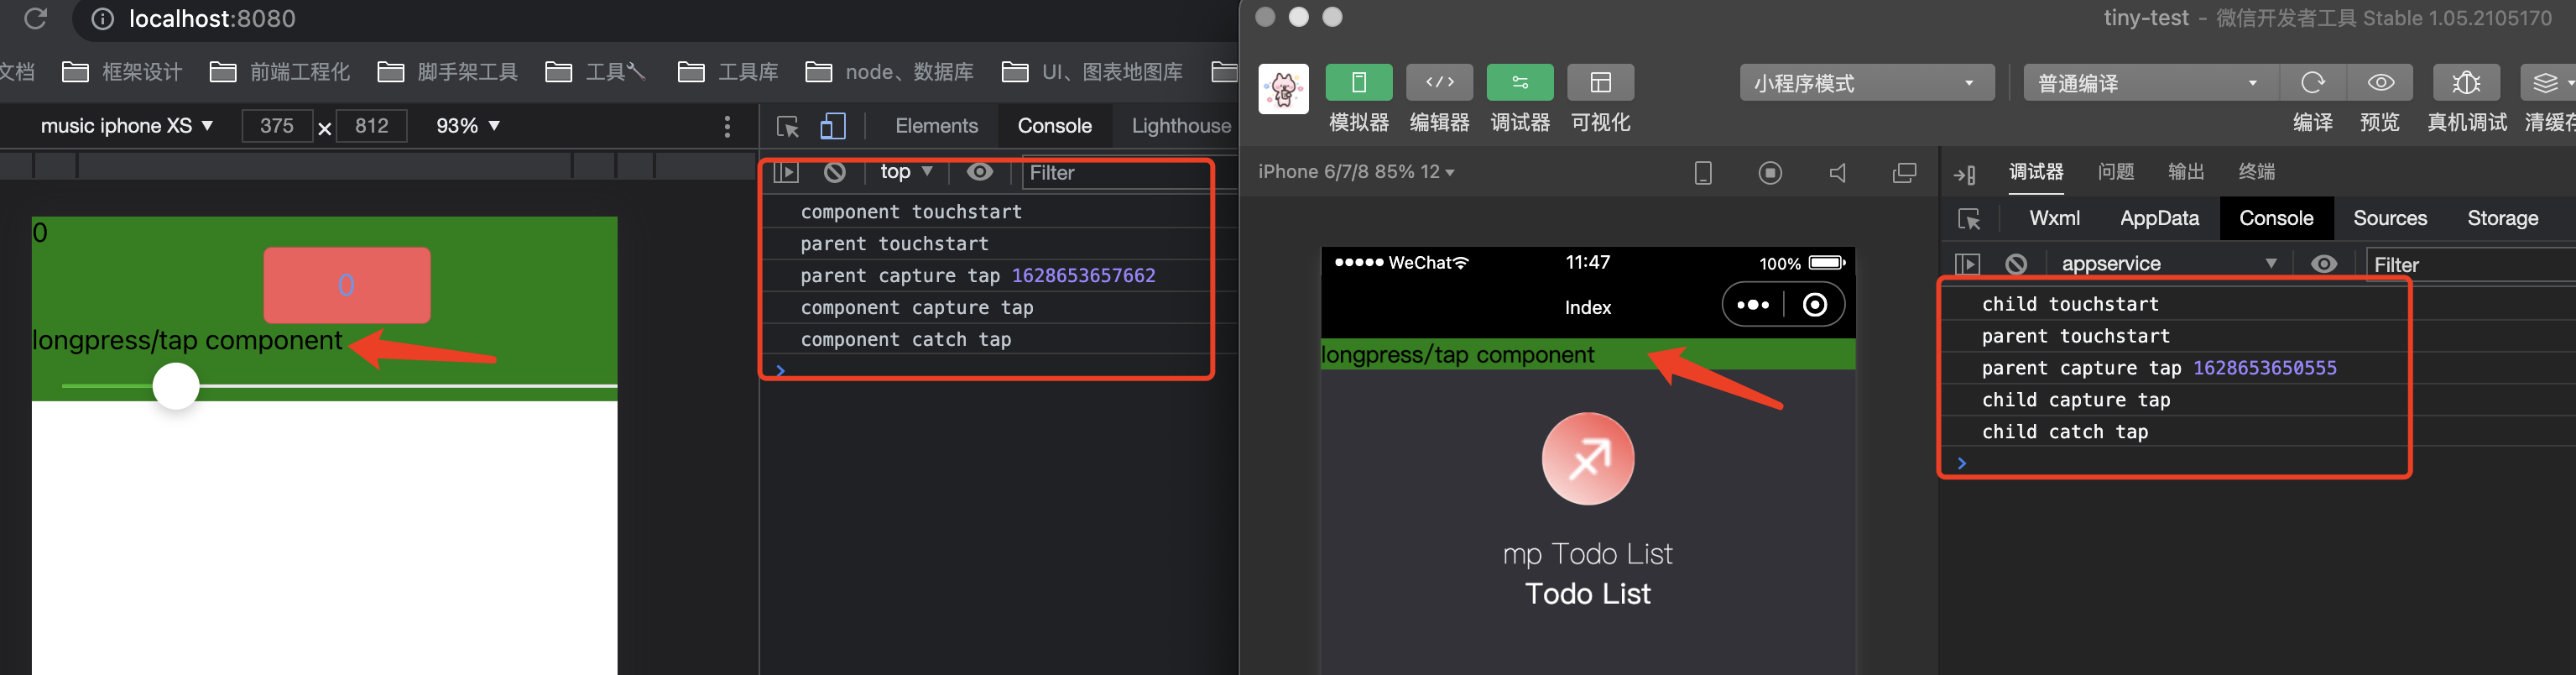 localhost:8080
文档 框架设计 前端工程化 脚手架工具 工具🔧 工具库 node、数据库 UI、图表地图库
music iphone XS ▼ 375 × 812 93% ▼
Elements Console Lighthouse
top ▼ Filter
component touchstart
parent touchstart
parent capture tap 1628653657662
component capture tap
component catch tap
0
0
longpress/tap component
tiny-test - 微信开发者工具 Stable 1.05.2105170
小程序模式 普通编译
模拟器 编辑器 调试器 可视化 编译 预览 真机调试 清缓存
iPhone 6/7/8 85% 12
调试器 问题 输出 终端
Wxml AppData Console Sources Storage
appservice ▼ Filter
child touchstart
parent touchstart
parent capture tap 1628653650555
child capture tap
child catch tap
WeChat 11:47 100%
Index
longpress/tap component
mp Todo List
Todo List